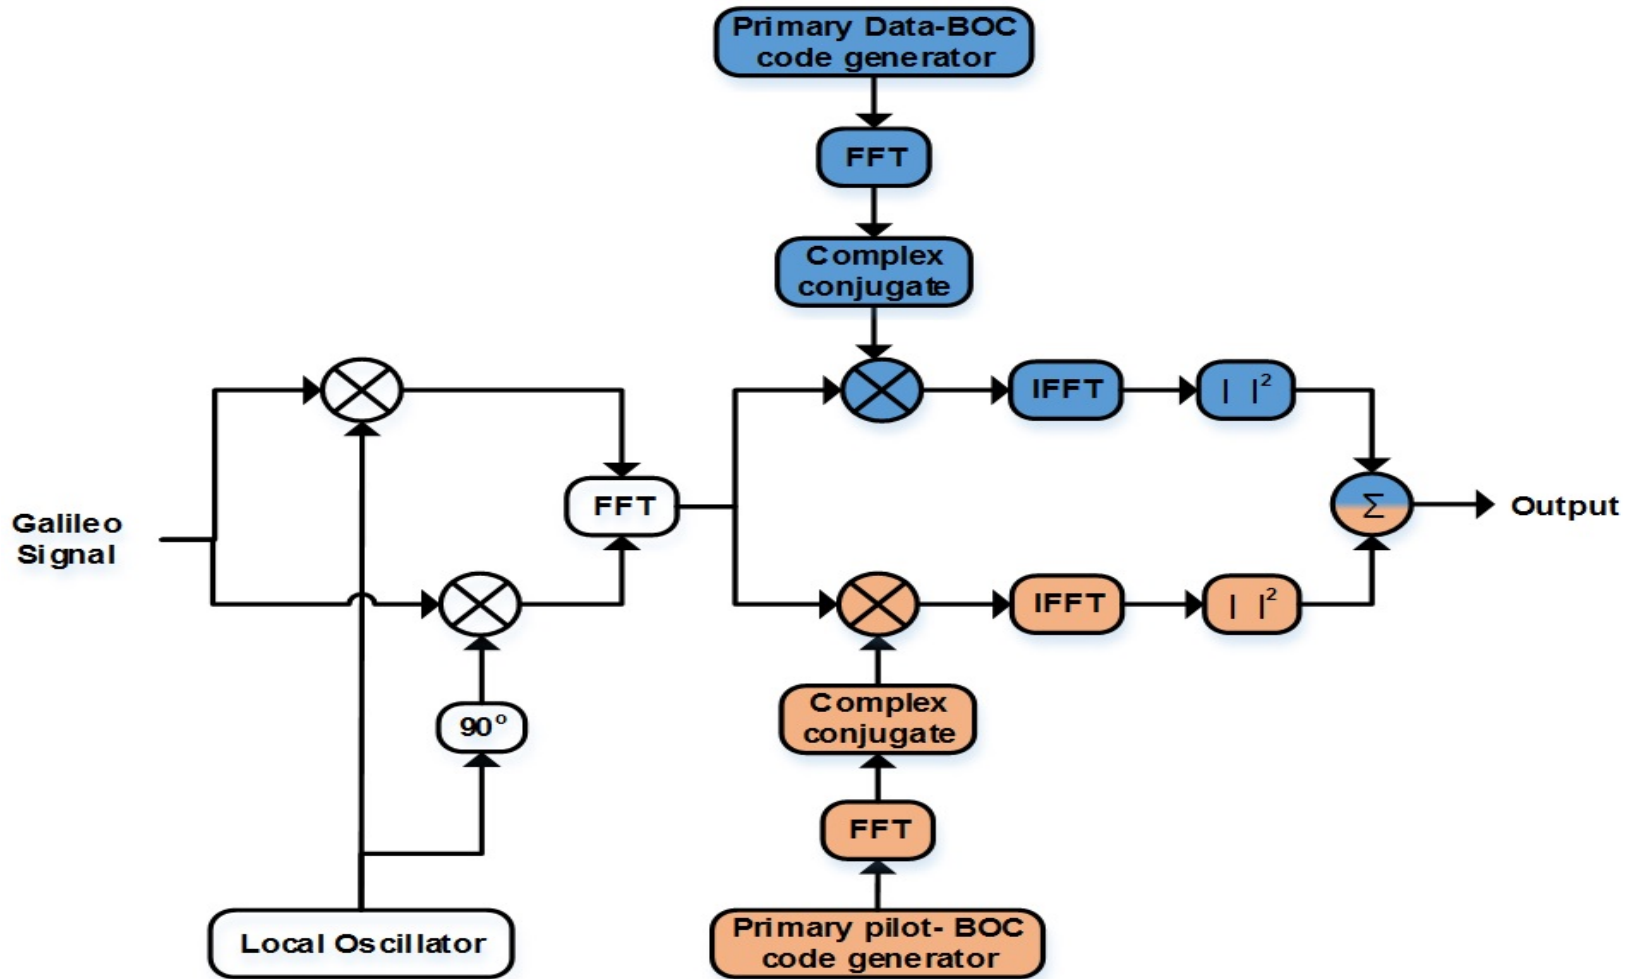 Primary Data-BOC
code generator
FFT
Complex
conjugate
IFFT
| |²
Galileo
Signal
FFT
Σ
Output
IFFT
| |²
90°
Complex
conjugate
FFT
Local Oscillator
Primary pilot- BOC
code generator